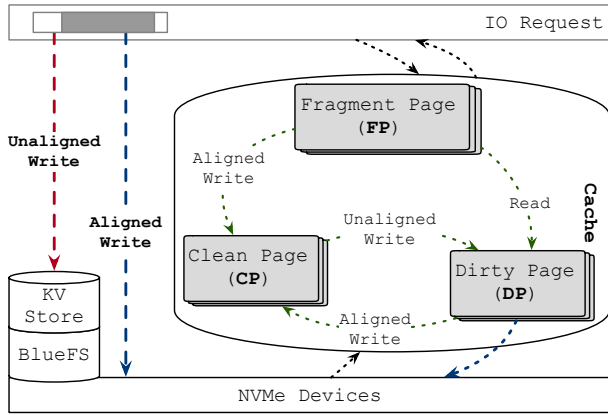 IO Request
Unaligned
Write
Aligned
Write
Fragment Page
(FP)
Aligned
Write
Read
Cache
Unaligned
Write
Clean Page
(CP)
Dirty Page
(DP)
Aligned
Write
KV
Store
BlueFS
NVMe Devices